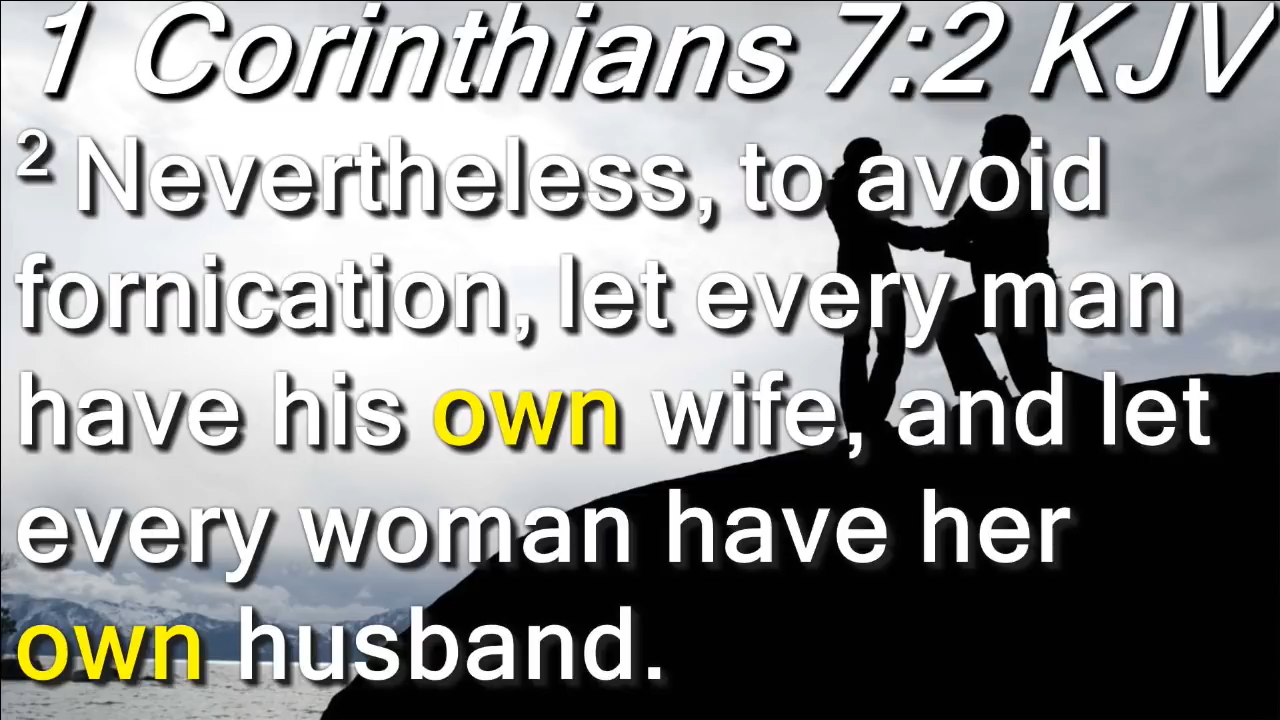 1 Corinthians 7:2 KJV
² Nevertheless, to avoid
fornication, let every man
have his own wife, and let
every woman have her
own husband.